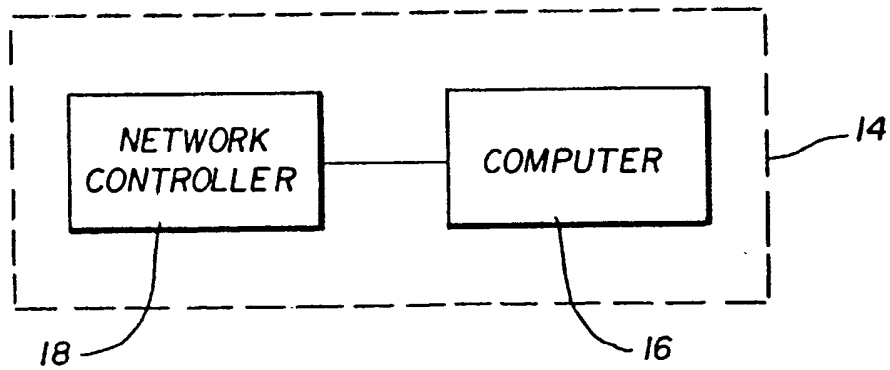 NETWORK
CONTROLLER
COMPUTER
14
18
16